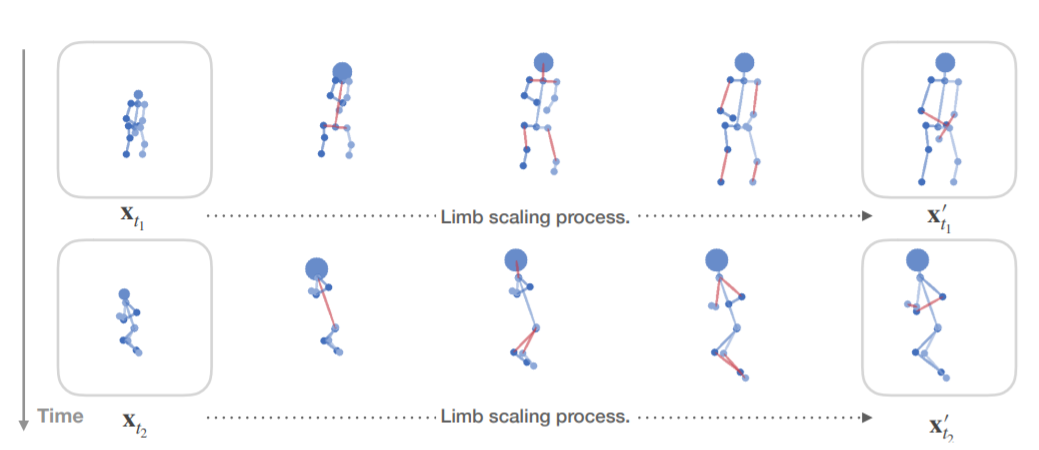 x_{t_1} Limb scaling process. x'_{t_1}
Time x_{t_2} Limb scaling process. x'_{t_2}